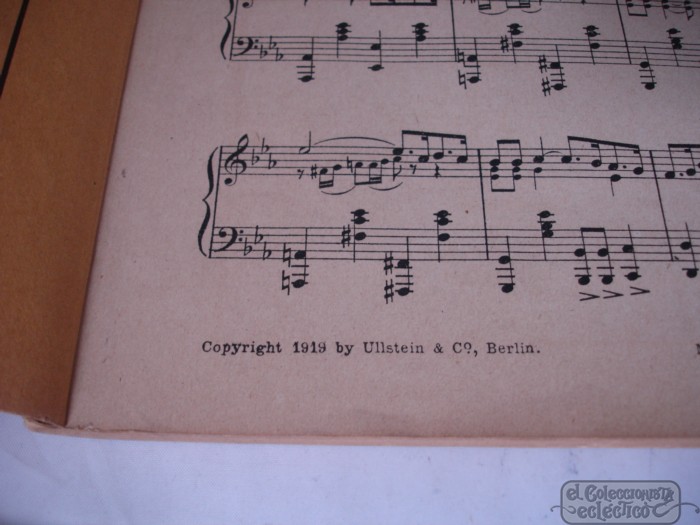 Copyright 1919 by Ullstein & Cº, Berlin.
el Coleccionista
ecléctico